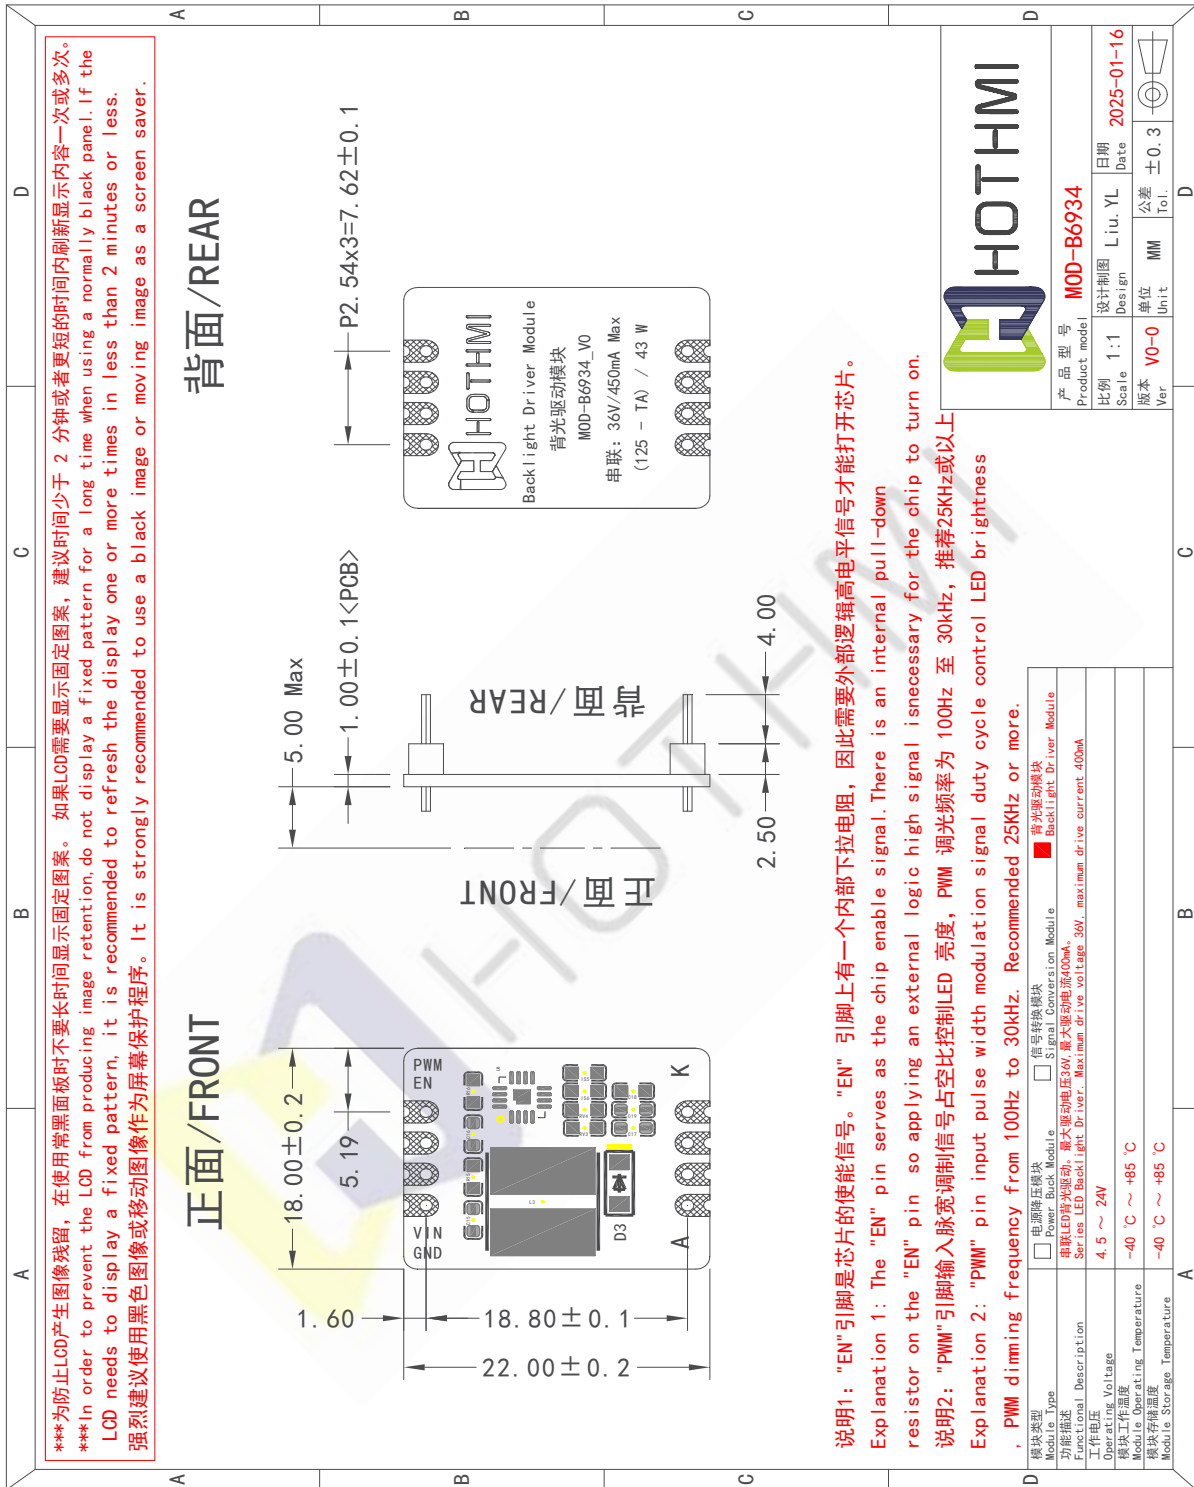 ***为防止LCD产生图像残留，在使用常黑面板时不要长时间显示固定图案。 如果LCD需要显示固定图案，建议时间少于 2 分钟或者更短的时间内刷新显示内容一次或多次。
***In order to prevent the LCD from producing image retention,do not display a fixed pattern for a long time when using a normally black panel.If the
LCD needs to display a fixed pattern, it is recommended to refresh the display one or more times in less than 2 minutes or less.
强烈建议使用黑色图像或移动图像作为屏幕保护程序。It is strongly recommended to use a black image or moving image as a screen saver.
正面/FRONT
背面/REAR
18.00±0.2
5.19
1.60
18.80±0.1
22.00±0.2
PWM
EN
VIN
GND
K
A
D3
L3
5.00 Max
1.00±0.1<PCB>
正面/FRONT
背面/REAR
2.50
4.00
P2.54x3=7.62±0.1
HOTHMI
Backlight Driver Module
背光驱动模块
MOD-B6934_V0
串联: 36V/450mA Max
(125 - TA) / 43 W
说明1: "EN"引脚是芯片的使能信号。"EN" 引脚上有一个内部下拉电阻，因此需要外部逻辑高电平信号才能打开芯片。
Explanation 1: The "EN" pin serves as the chip enable signal.There is an internal pull-down
resistor on the "EN" pin, so applying an external logic high signal isnecessary for the chip to turn on.
说明2: "PWM"引脚输入脉宽调制信号占空比控制LED 亮度, PWM 调光频率为 100Hz 至 30kHz, 推荐25KHz或以上
Explanation 2: "PWM" pin input pulse width modulation signal duty cycle control LED brightness
, PWM dimming frequency from 100Hz to 30kHz. Recommended 25KHz or more.
模块类型
Module Type
电源降压模块
Power Buck Module
信号转换模块
Signal Conversion Module
背光驱动模块
Backlight Driver Module
功能描述
Functional Description
串联LED背光驱动。最大驱动电压36V,最大驱动电流400mA。
Series LED Backlight Driver. Maximum drive voltage 36V, maximum drive current 400mA
工作电压
Operating Voltage
4.5 ～ 24V
模块工作温度
Module Operating Temperature
-40 ℃ ～ +85 ℃
模块存储温度
Module Storage Temperature
-40 ℃ ～ +85 ℃
HOTHMI
产 品 型 号
Product model
MOD-B6934
比例
Scale
1:1
设计制图
Design
Liu.YL
日期
Date
2025-01-16
版本
Ver
V0-0
单位
Unit
MM
公差
Tol.
±0.3
A
B
C
D
A
B
C
D
A
B
C
D
A
B
C
D
HOTHMI